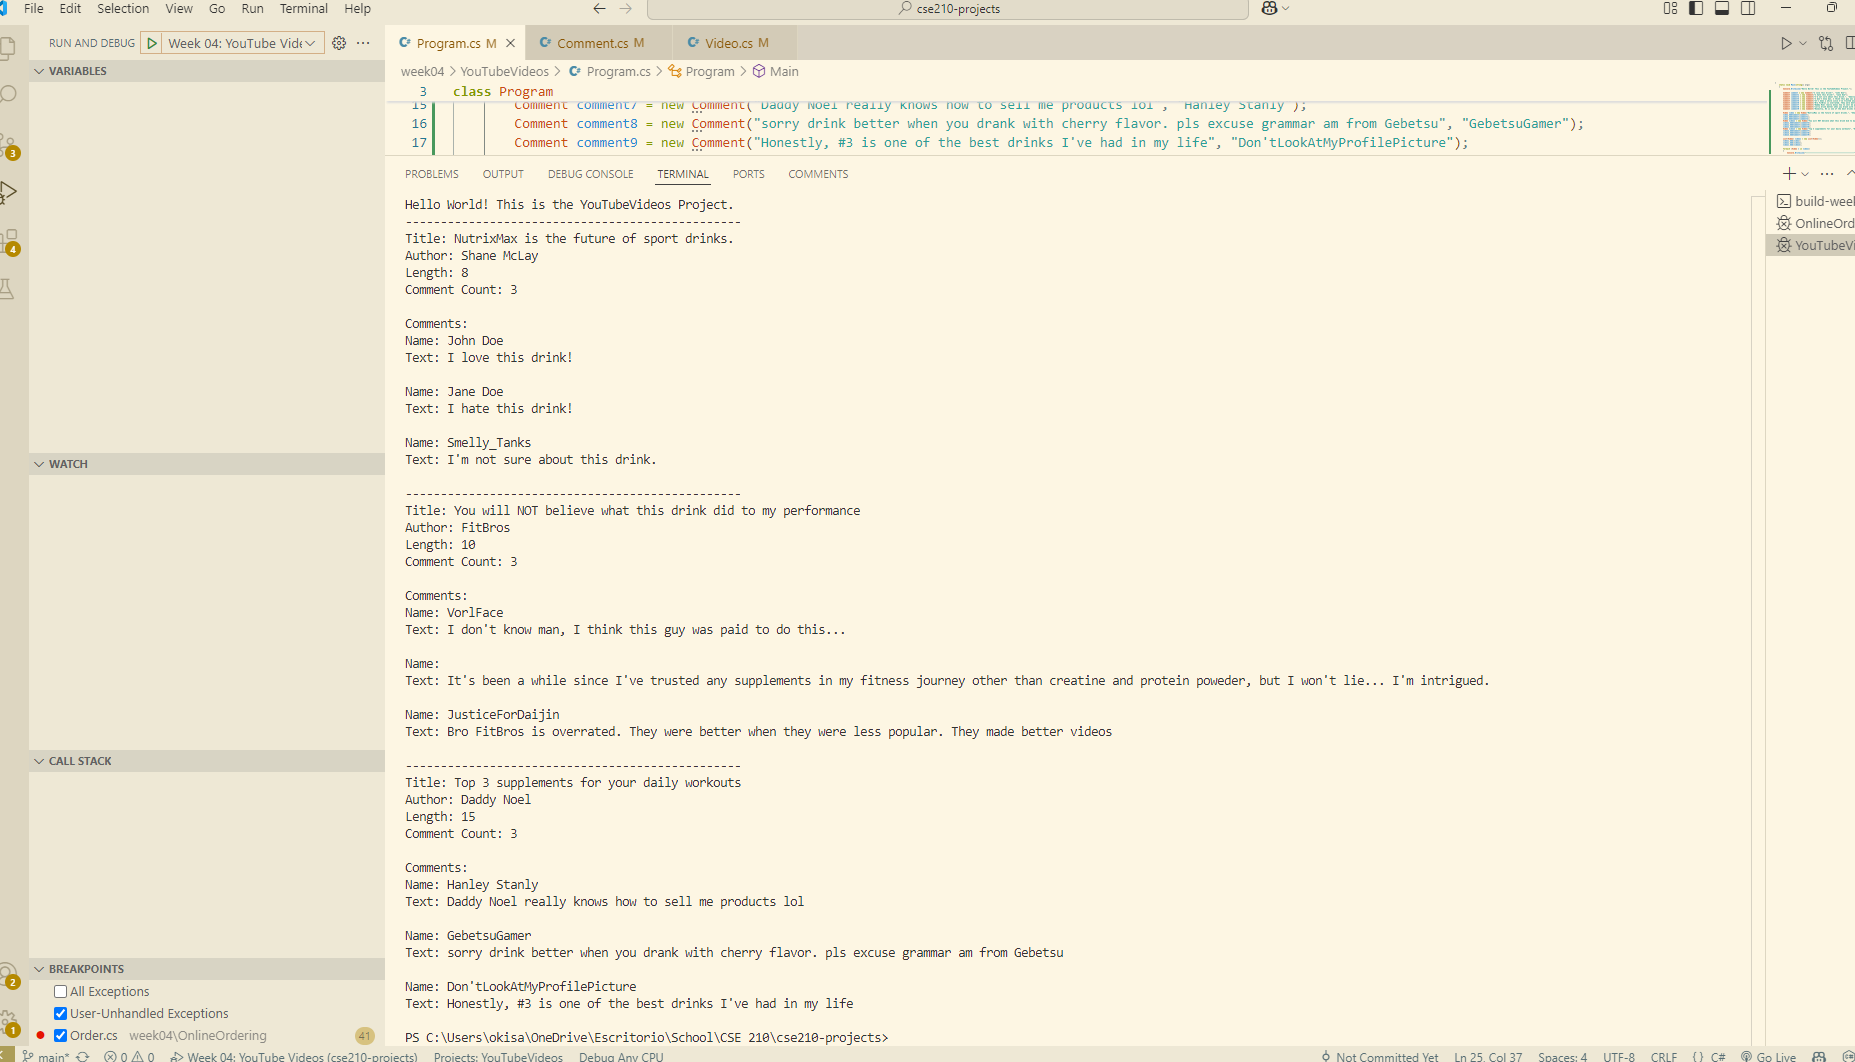 File Edit Selection View Go Run Terminal Help
cse210-projects
RUN AND DEBUG Week 04: YouTube Vide
Program.cs M Comment.cs M Video.cs M
VARIABLES
week04 > YouTubeVideos > Program.cs > Program > Main
3 class Program
15 Comment comment7 = new Comment("Daddy Noel really knows how to sell me products lol", "Hanley Stanly");
16 Comment comment8 = new Comment("sorry drink better when you drank with cherry flavor. pls excuse grammar am from Gebetsu", "GebetsuGamer");
17 Comment comment9 = new Comment("Honestly, #3 is one of the best drinks I've had in my life", "Don'tLookAtMyProfilePicture");
PROBLEMS OUTPUT DEBUG CONSOLE TERMINAL PORTS COMMENTS
build-wee
OnlineOrd
YouTubeVi
Hello World! This is the YouTubeVideos Project.
------------------------------------------------
Title: NutrixMax is the future of sport drinks.
Author: Shane McLay
Length: 8
Comment Count: 3
Comments:
Name: John Doe
Text: I love this drink!
Name: Jane Doe
Text: I hate this drink!
Name: Smelly_Tanks
Text: I'm not sure about this drink.
------------------------------------------------
Title: You will NOT believe what this drink did to my performance
Author: FitBros
Length: 10
Comment Count: 3
Comments:
Name: VorlFace
Text: I don't know man, I think this guy was paid to do this...
Name:
Text: It's been a while since I've trusted any supplements in my fitness journey other than creatine and protein poweder, but I won't lie... I'm intrigued.
Name: JusticeForDaijin
Text: Bro FitBros is overrated. They were better when they were less popular. They made better videos
------------------------------------------------
Title: Top 3 supplements for your daily workouts
Author: Daddy Noel
Length: 15
Comment Count: 3
Comments:
Name: Hanley Stanly
Text: Daddy Noel really knows how to sell me products lol
Name: GebetsuGamer
Text: sorry drink better when you drank with cherry flavor. pls excuse grammar am from Gebetsu
Name: Don'tLookAtMyProfilePicture
Text: Honestly, #3 is one of the best drinks I've had in my life
PS C:\Users\okisa\OneDrive\Escritorio\School\CSE 210\cse210-projects>
WATCH
CALL STACK
BREAKPOINTS
All Exceptions
User-Unhandled Exceptions
Order.cs week04\OnlineOrdering 41
3
4
2
1
main* 0 0 Week 04: YouTube Videos (cse210-projects) Projects: YouTubeVideos Debug Any CPU Not Committed Yet Ln 25, Col 37 Spaces: 4 UTF-8 CRLF {} C# Go Live